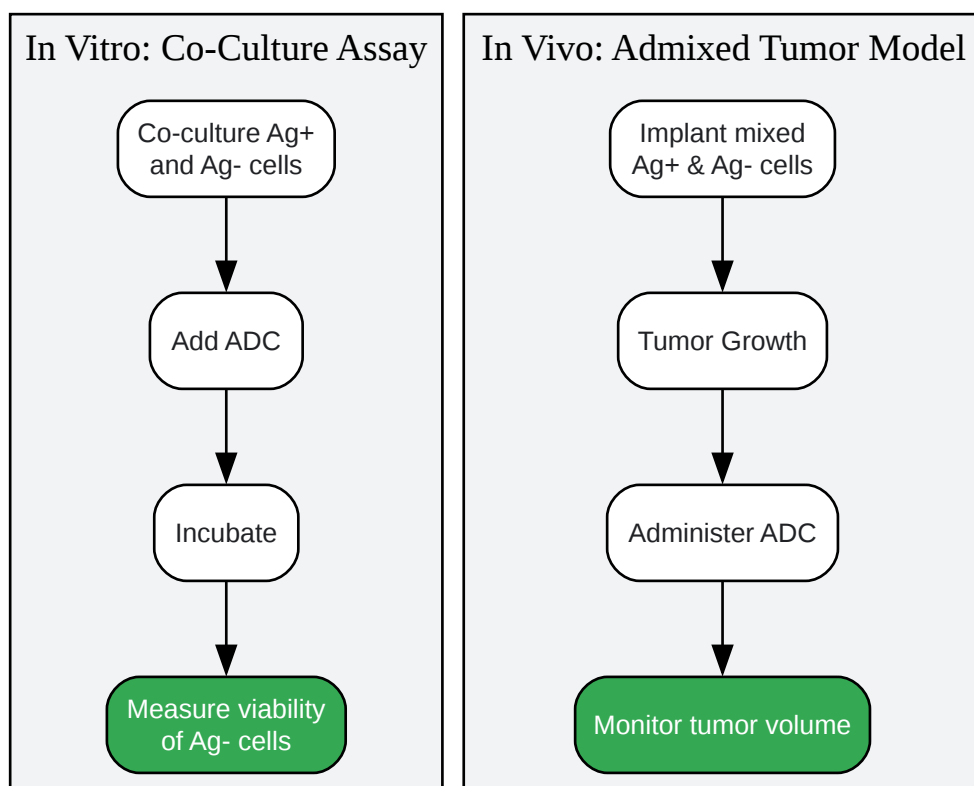 In Vitro: Co-Culture Assay
Co-culture Ag+
and Ag- cells
Add ADC
Incubate
Measure viability
of Ag- cells
In Vivo: Admixed Tumor Model
Implant mixed
Ag+ & Ag- cells
Tumor Growth
Administer ADC
Monitor tumor volume